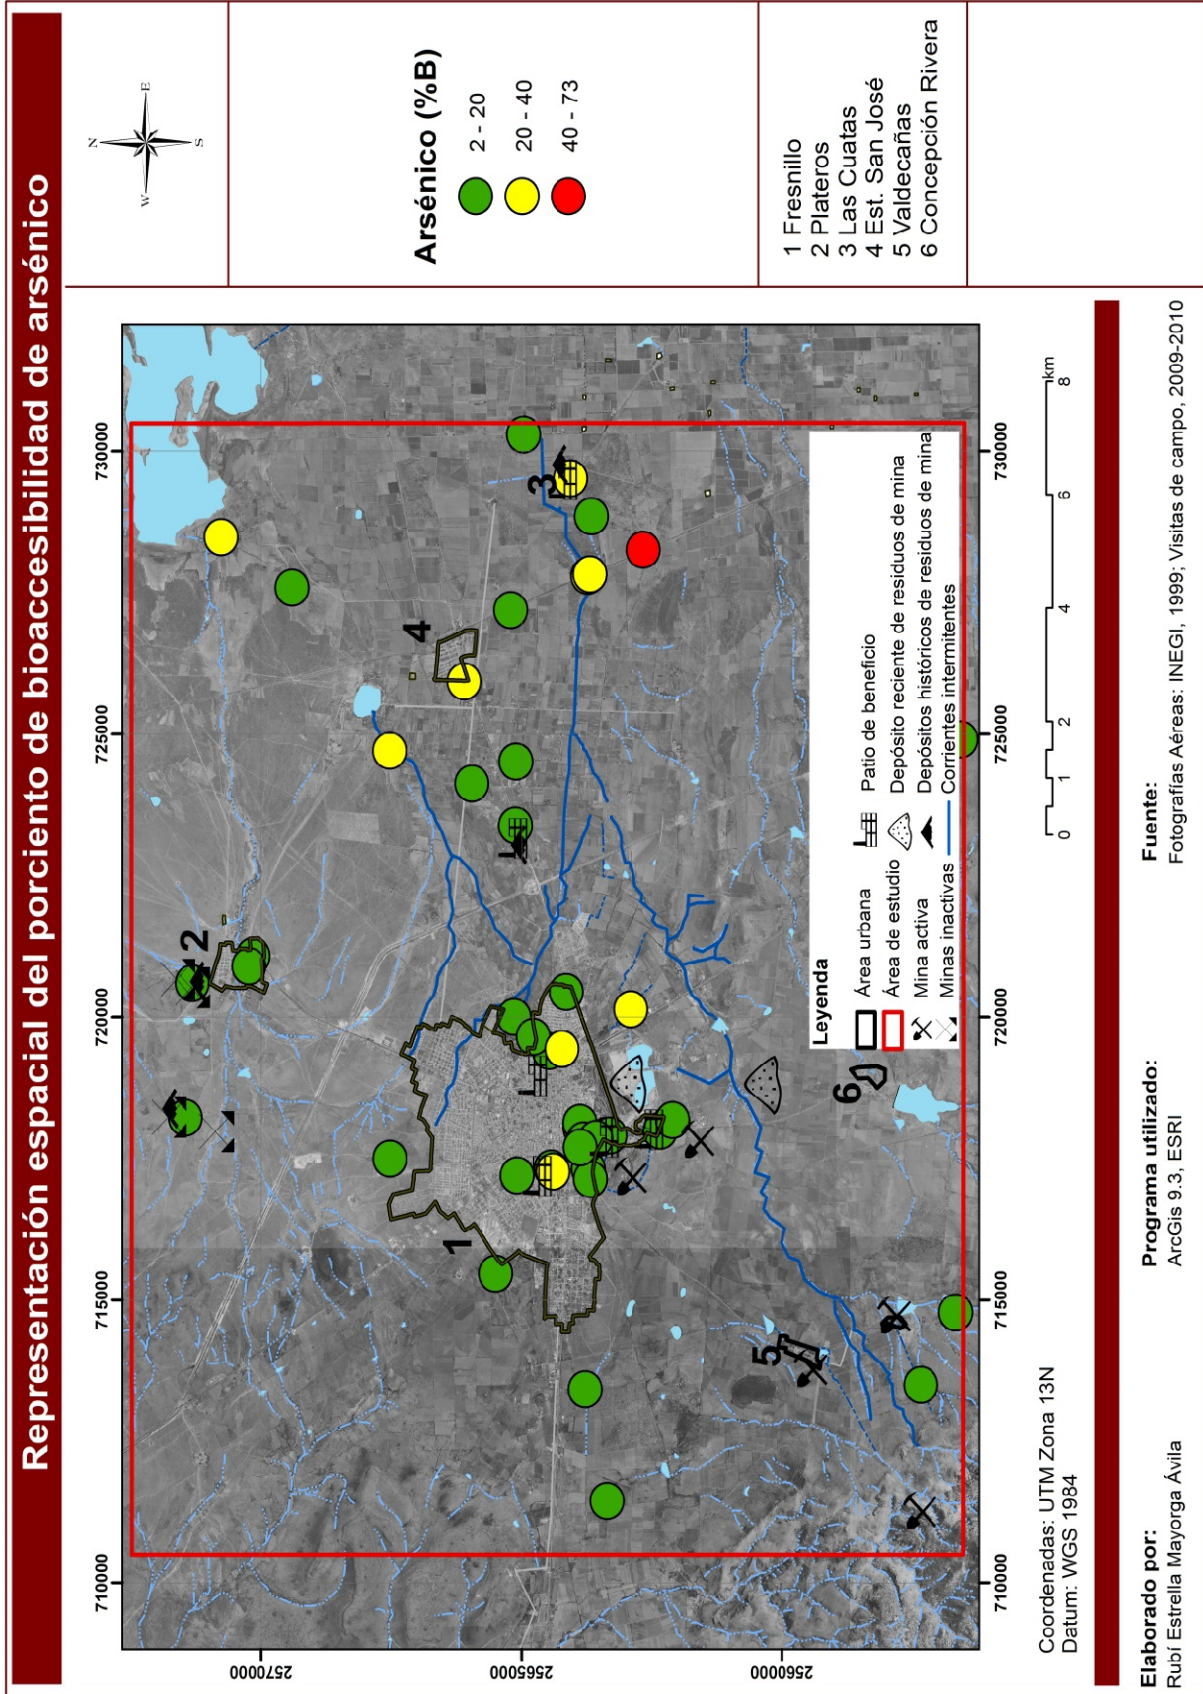 Representación espacial del porciento de bioaccesibilidad de arsénico
N
W
E
S
Arsénico (%B)
2 - 20
20 - 40
40 - 73
1 Fresnillo
2 Plateros
3 Las Cuatas
4 Est. San José
5 Valdecañas
6 Concepción Rivera
710000
715000
720000
725000
730000
2570000
2565000
2560000
1
2
3
4
5
6
Leyenda
Área urbana
Área de estudio
Mina activa
Minas inactivas
Patio de beneficio
Depósito reciente de residuos de mina
Depósitos históricos de residuos de mina
Corrientes intermitentes
710000
715000
720000
725000
730000
Coordenadas: UTM Zona 13N
Datum: WGS 1984
0
1
2
4
6
8
km
Elaborado por:
Rubí Estrella Mayorga Ávila
Programa utilizado:
ArcGis 9.3, ESRI
Fuente:
Fotografías Aéreas: INEGI, 1999; Visitas de campo, 2009-2010